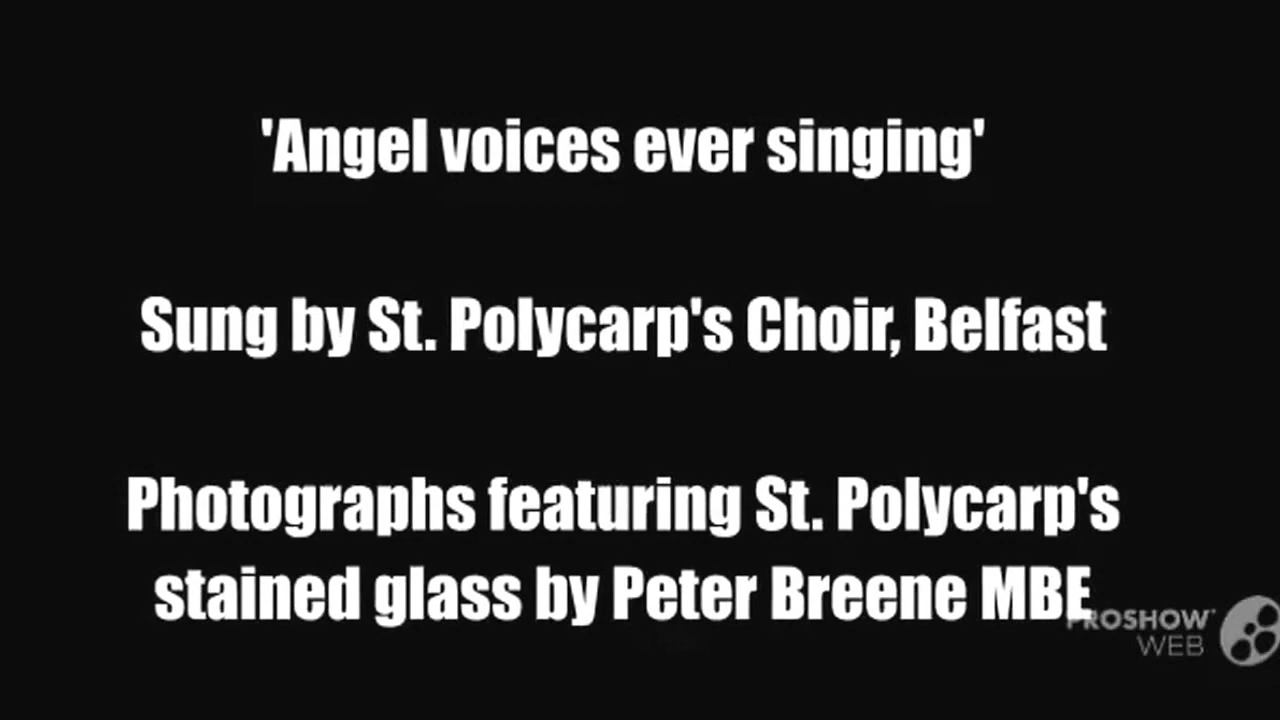 'Angel voices ever singing'
Sung by St. Polycarp's Choir, Belfast
Photographs featuring St. Polycarp's
stained glass by Peter Breene MBE
PROSHOW
WEB